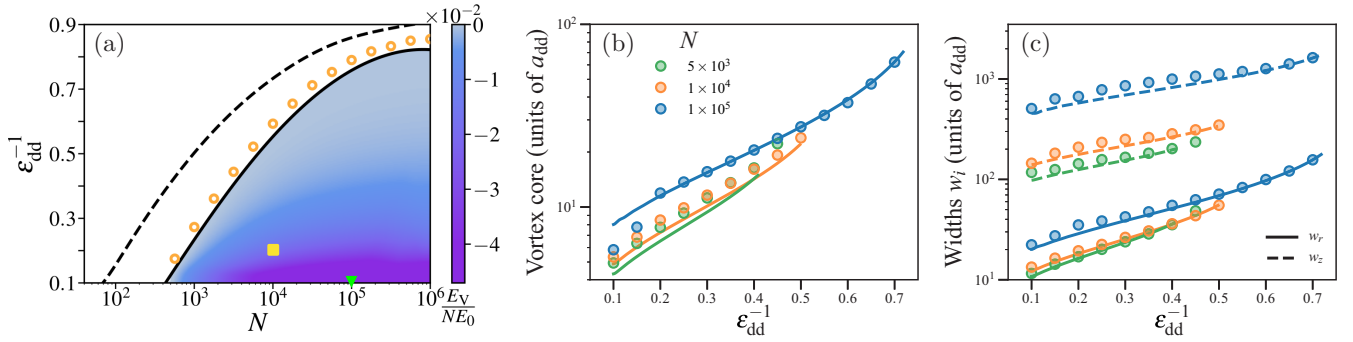 (a)
ε_dd^−1
0.9
0.7
0.5
0.3
0.1
10^2
10^3
10^4
10^5
10^6
N
×10^−2
0
−1
−2
−3
−4
E_V
NE_0
(b)
Vortex core (units of a_dd)
10^2
10^1
N
5 × 10^3
1 × 10^4
1 × 10^5
0.1 0.2 0.3 0.4 0.5 0.6 0.7
ε_dd^−1
(c)
Widths w_i (units of a_dd)
10^3
10^2
10^1
w_r
w_z
0.1 0.2 0.3 0.4 0.5 0.6 0.7
ε_dd^−1